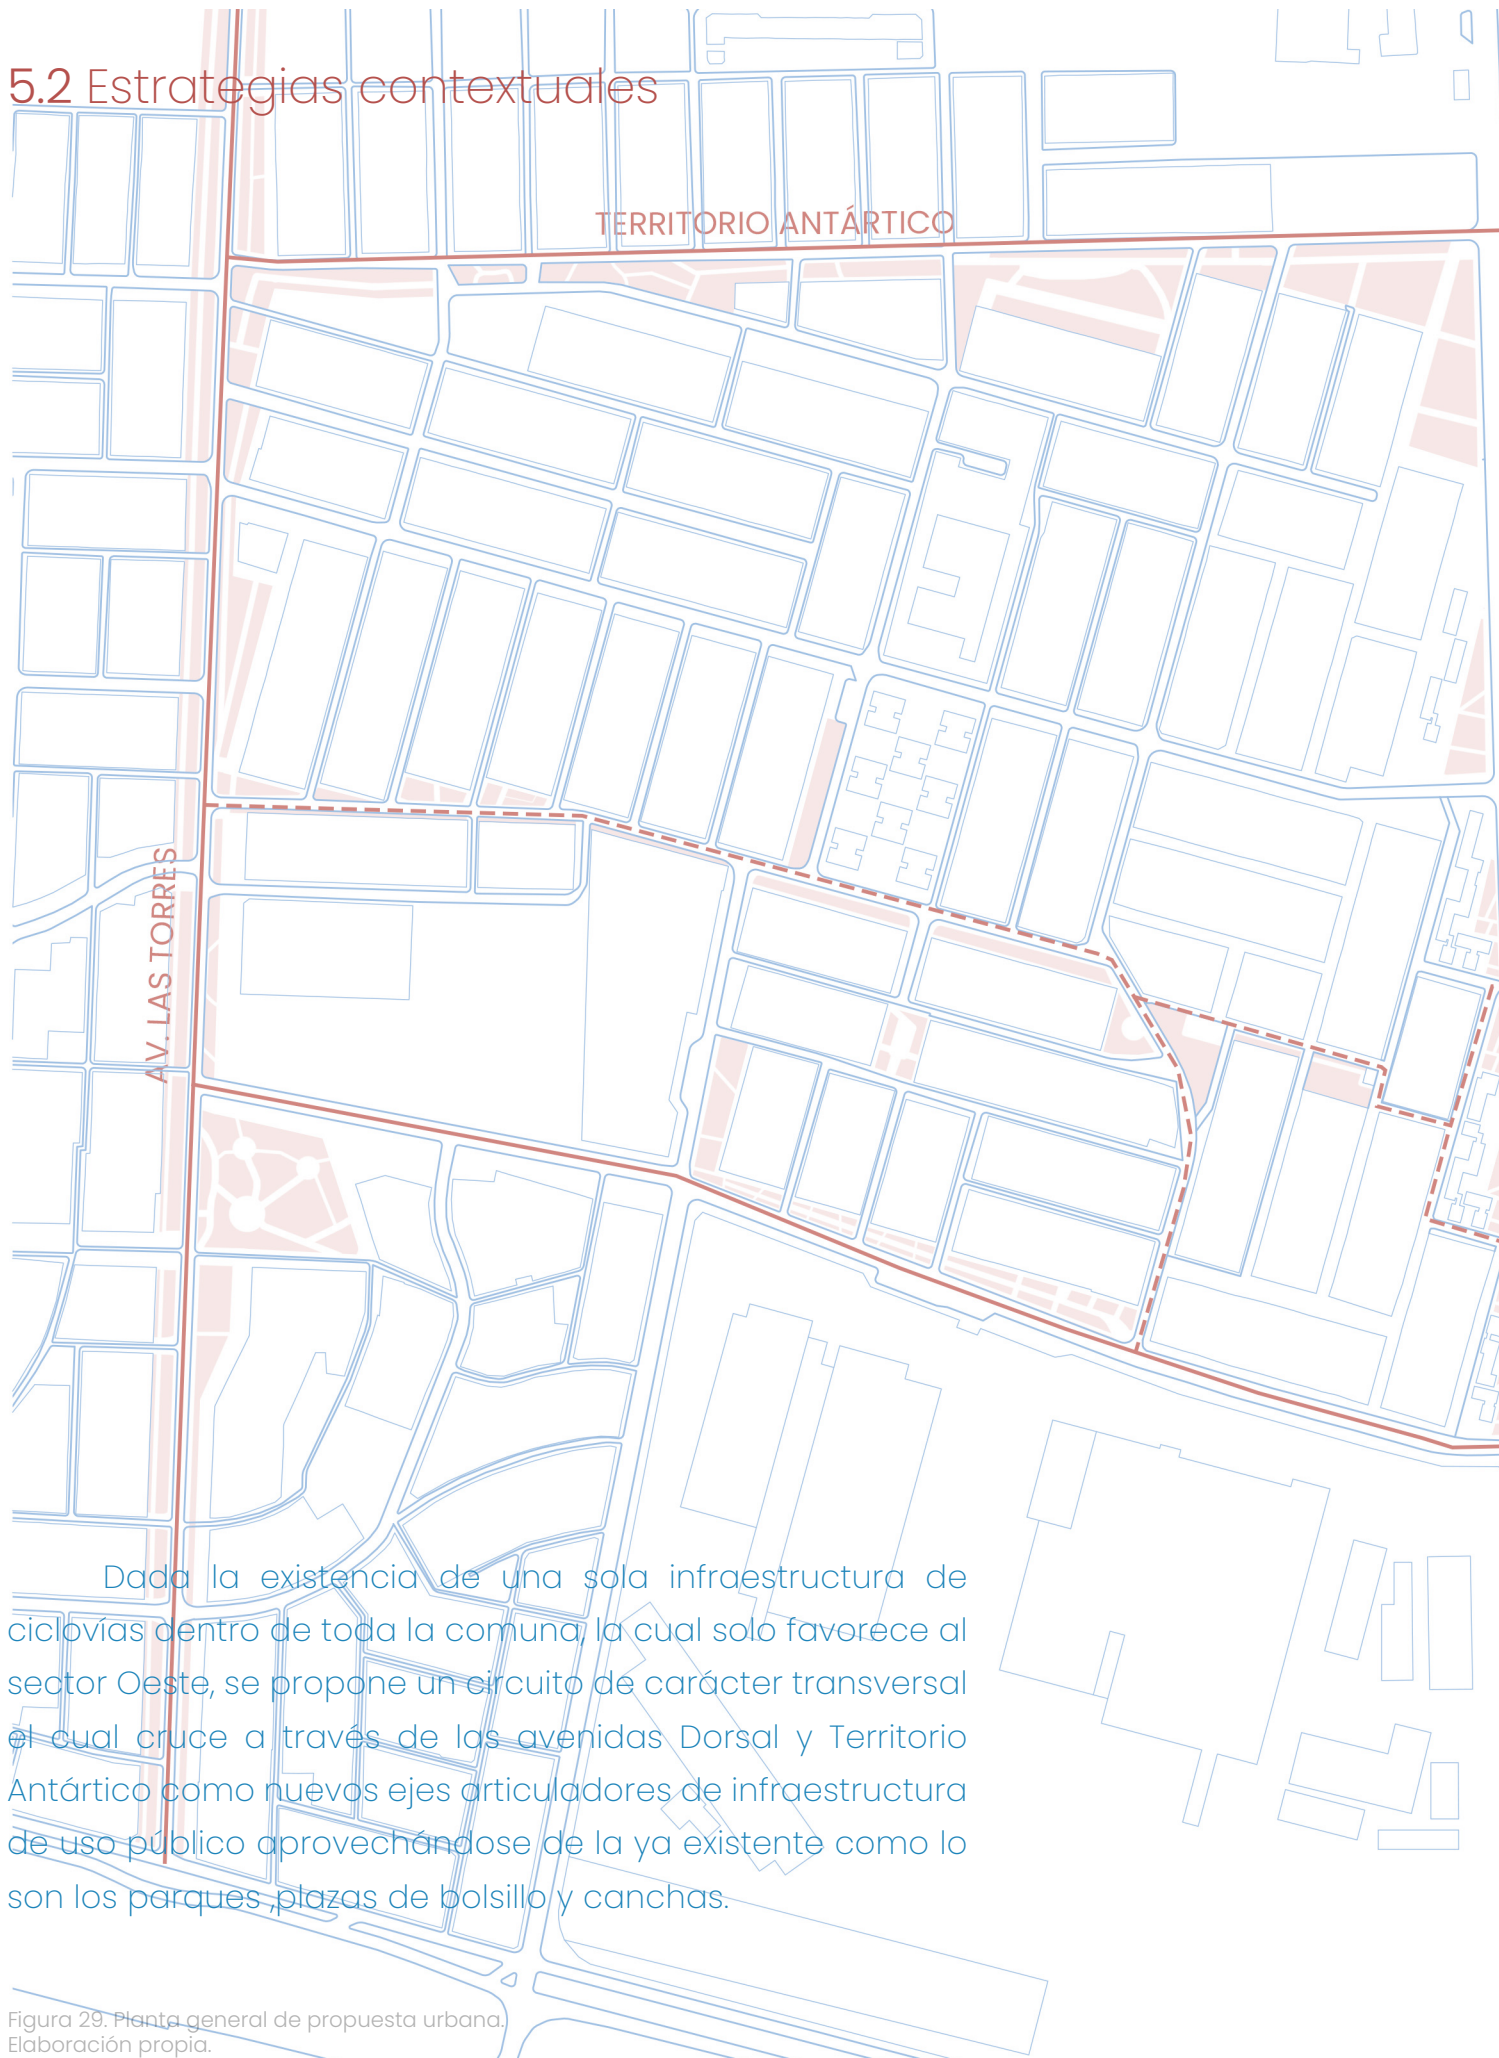 5.2 Estrategias contextuales
TERRITORIO ANTÁRTICO
AV. LAS TORRES
Dada la existencia de una sola infraestructura de
ciclovías dentro de toda la comuna, la cual solo favorece al
sector Oeste, se propone un circuito de carácter transversal
el cual cruce a través de las avenidas Dorsal y Territorio
Antártico como nuevos ejes articuladores de infraestructura
de uso público aprovechándose de la ya existente como lo
son los parques ,plazas de bolsillo y canchas.
Figura 29. Planta general de propuesta urbana.
Elaboración propia.